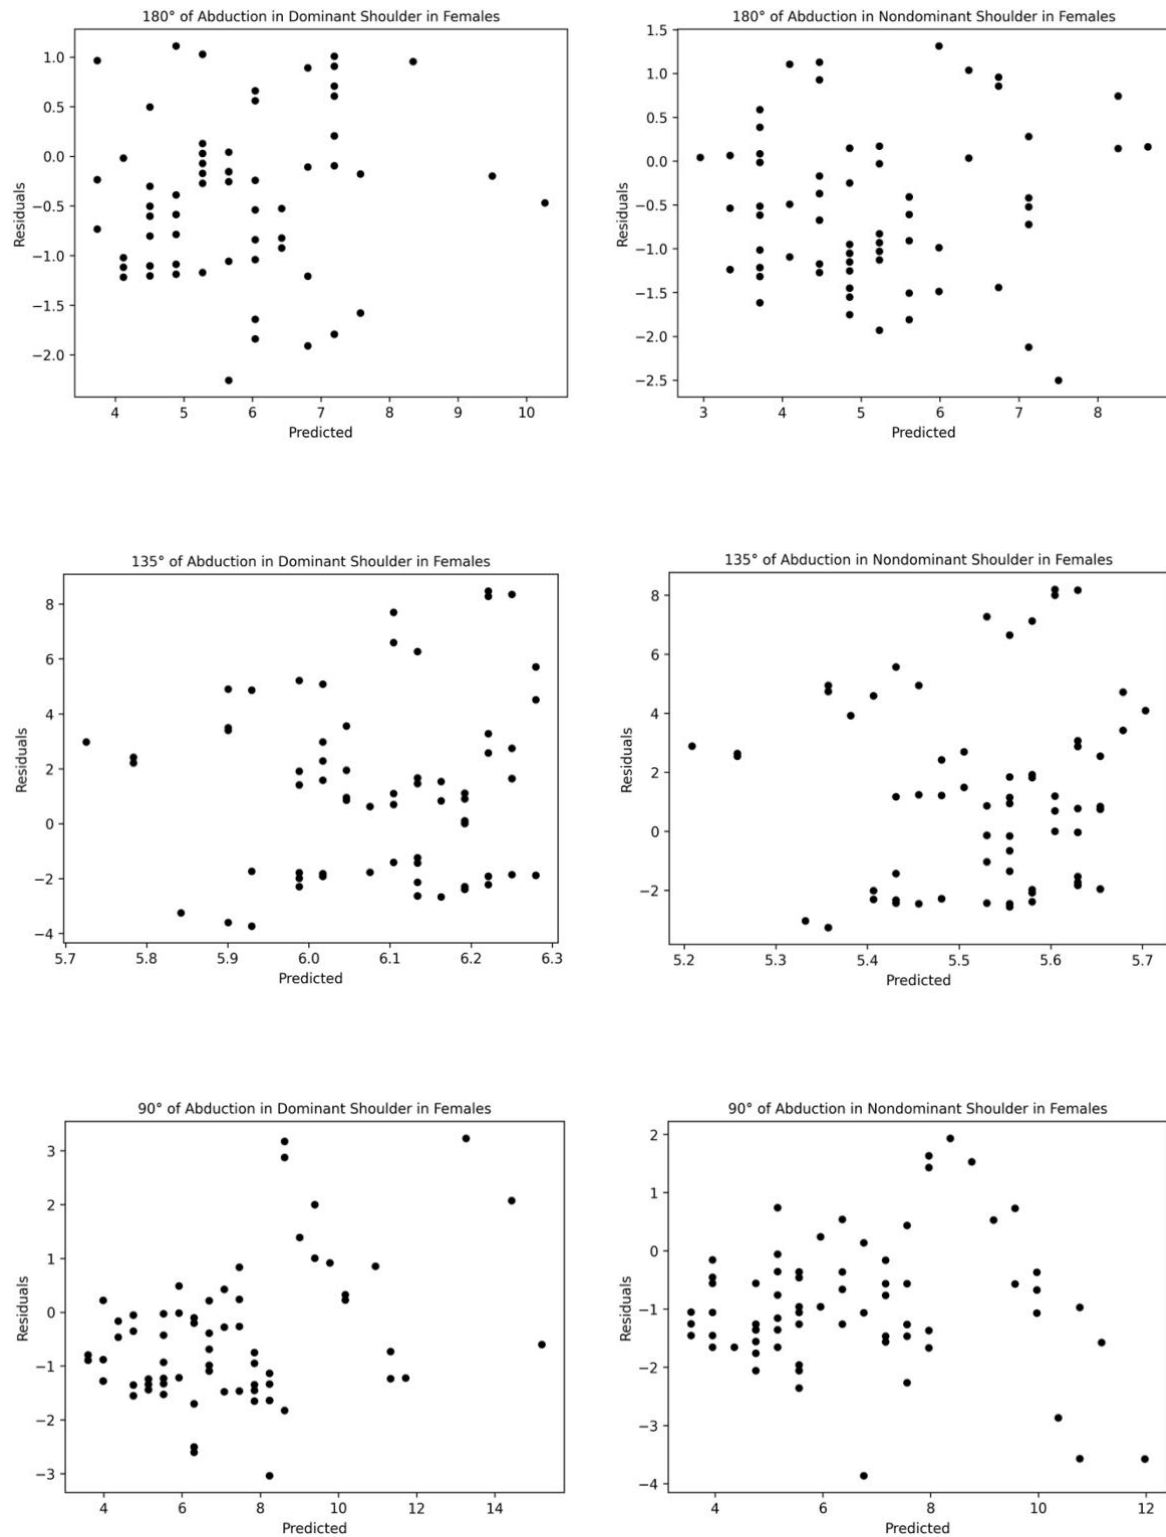 180° of Abduction in Dominant Shoulder in Females
1.0
0.5
0.0
−0.5
−1.0
−1.5
−2.0
Residuals
4 5 6 7 8 9 10
Predicted
180° of Abduction in Nondominant Shoulder in Females
1.5
1.0
0.5
0.0
−0.5
−1.0
−1.5
−2.0
−2.5
Residuals
3 4 5 6 7 8
Predicted
135° of Abduction in Dominant Shoulder in Females
8
6
4
2
0
−2
−4
Residuals
5.7 5.8 5.9 6.0 6.1 6.2 6.3
Predicted
135° of Abduction in Nondominant Shoulder in Females
8
6
4
2
0
−2
Residuals
5.2 5.3 5.4 5.5 5.6 5.7
Predicted
90° of Abduction in Dominant Shoulder in Females
3
2
1
0
−1
−2
−3
Residuals
4 6 8 10 12 14
Predicted
90° of Abduction in Nondominant Shoulder in Females
2
1
0
−1
−2
−3
−4
Residuals
4 6 8 10 12
Predicted